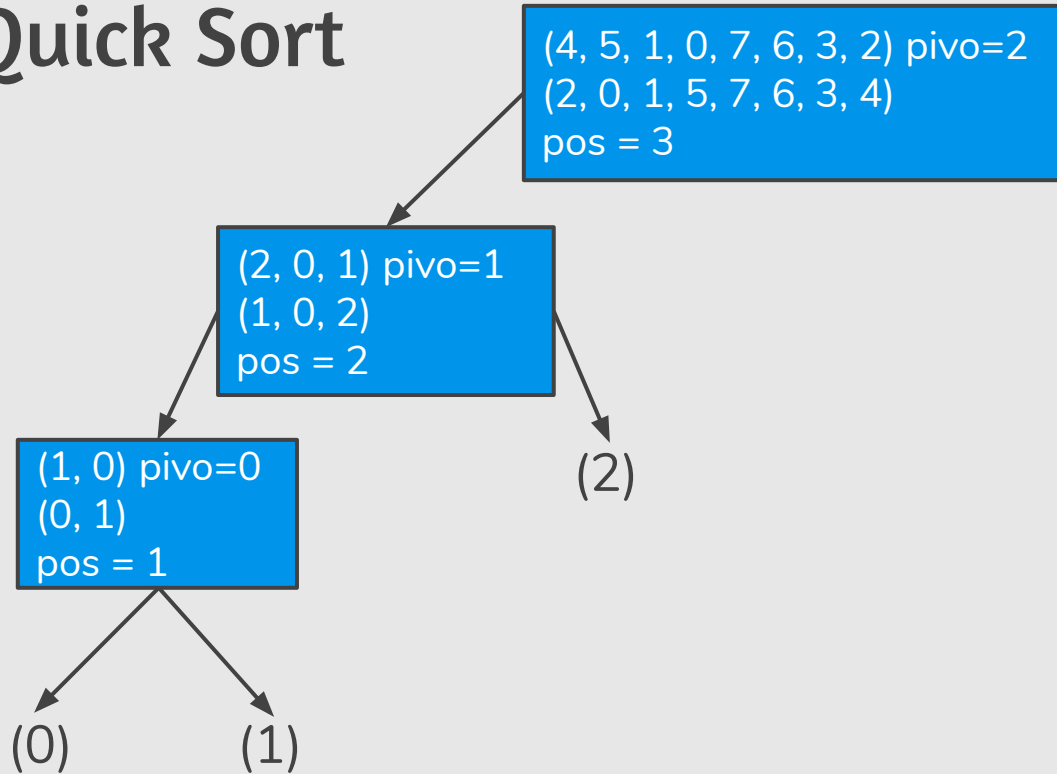 Quick Sort
(4, 5, 1, 0, 7, 6, 3, 2) pivo=2
(2, 0, 1, 5, 7, 6, 3, 4)
pos = 3
(2, 0, 1) pivo=1
(1, 0, 2)
pos = 2
(1, 0) pivo=0
(0, 1)
pos = 1
(2)
(0)
(1)